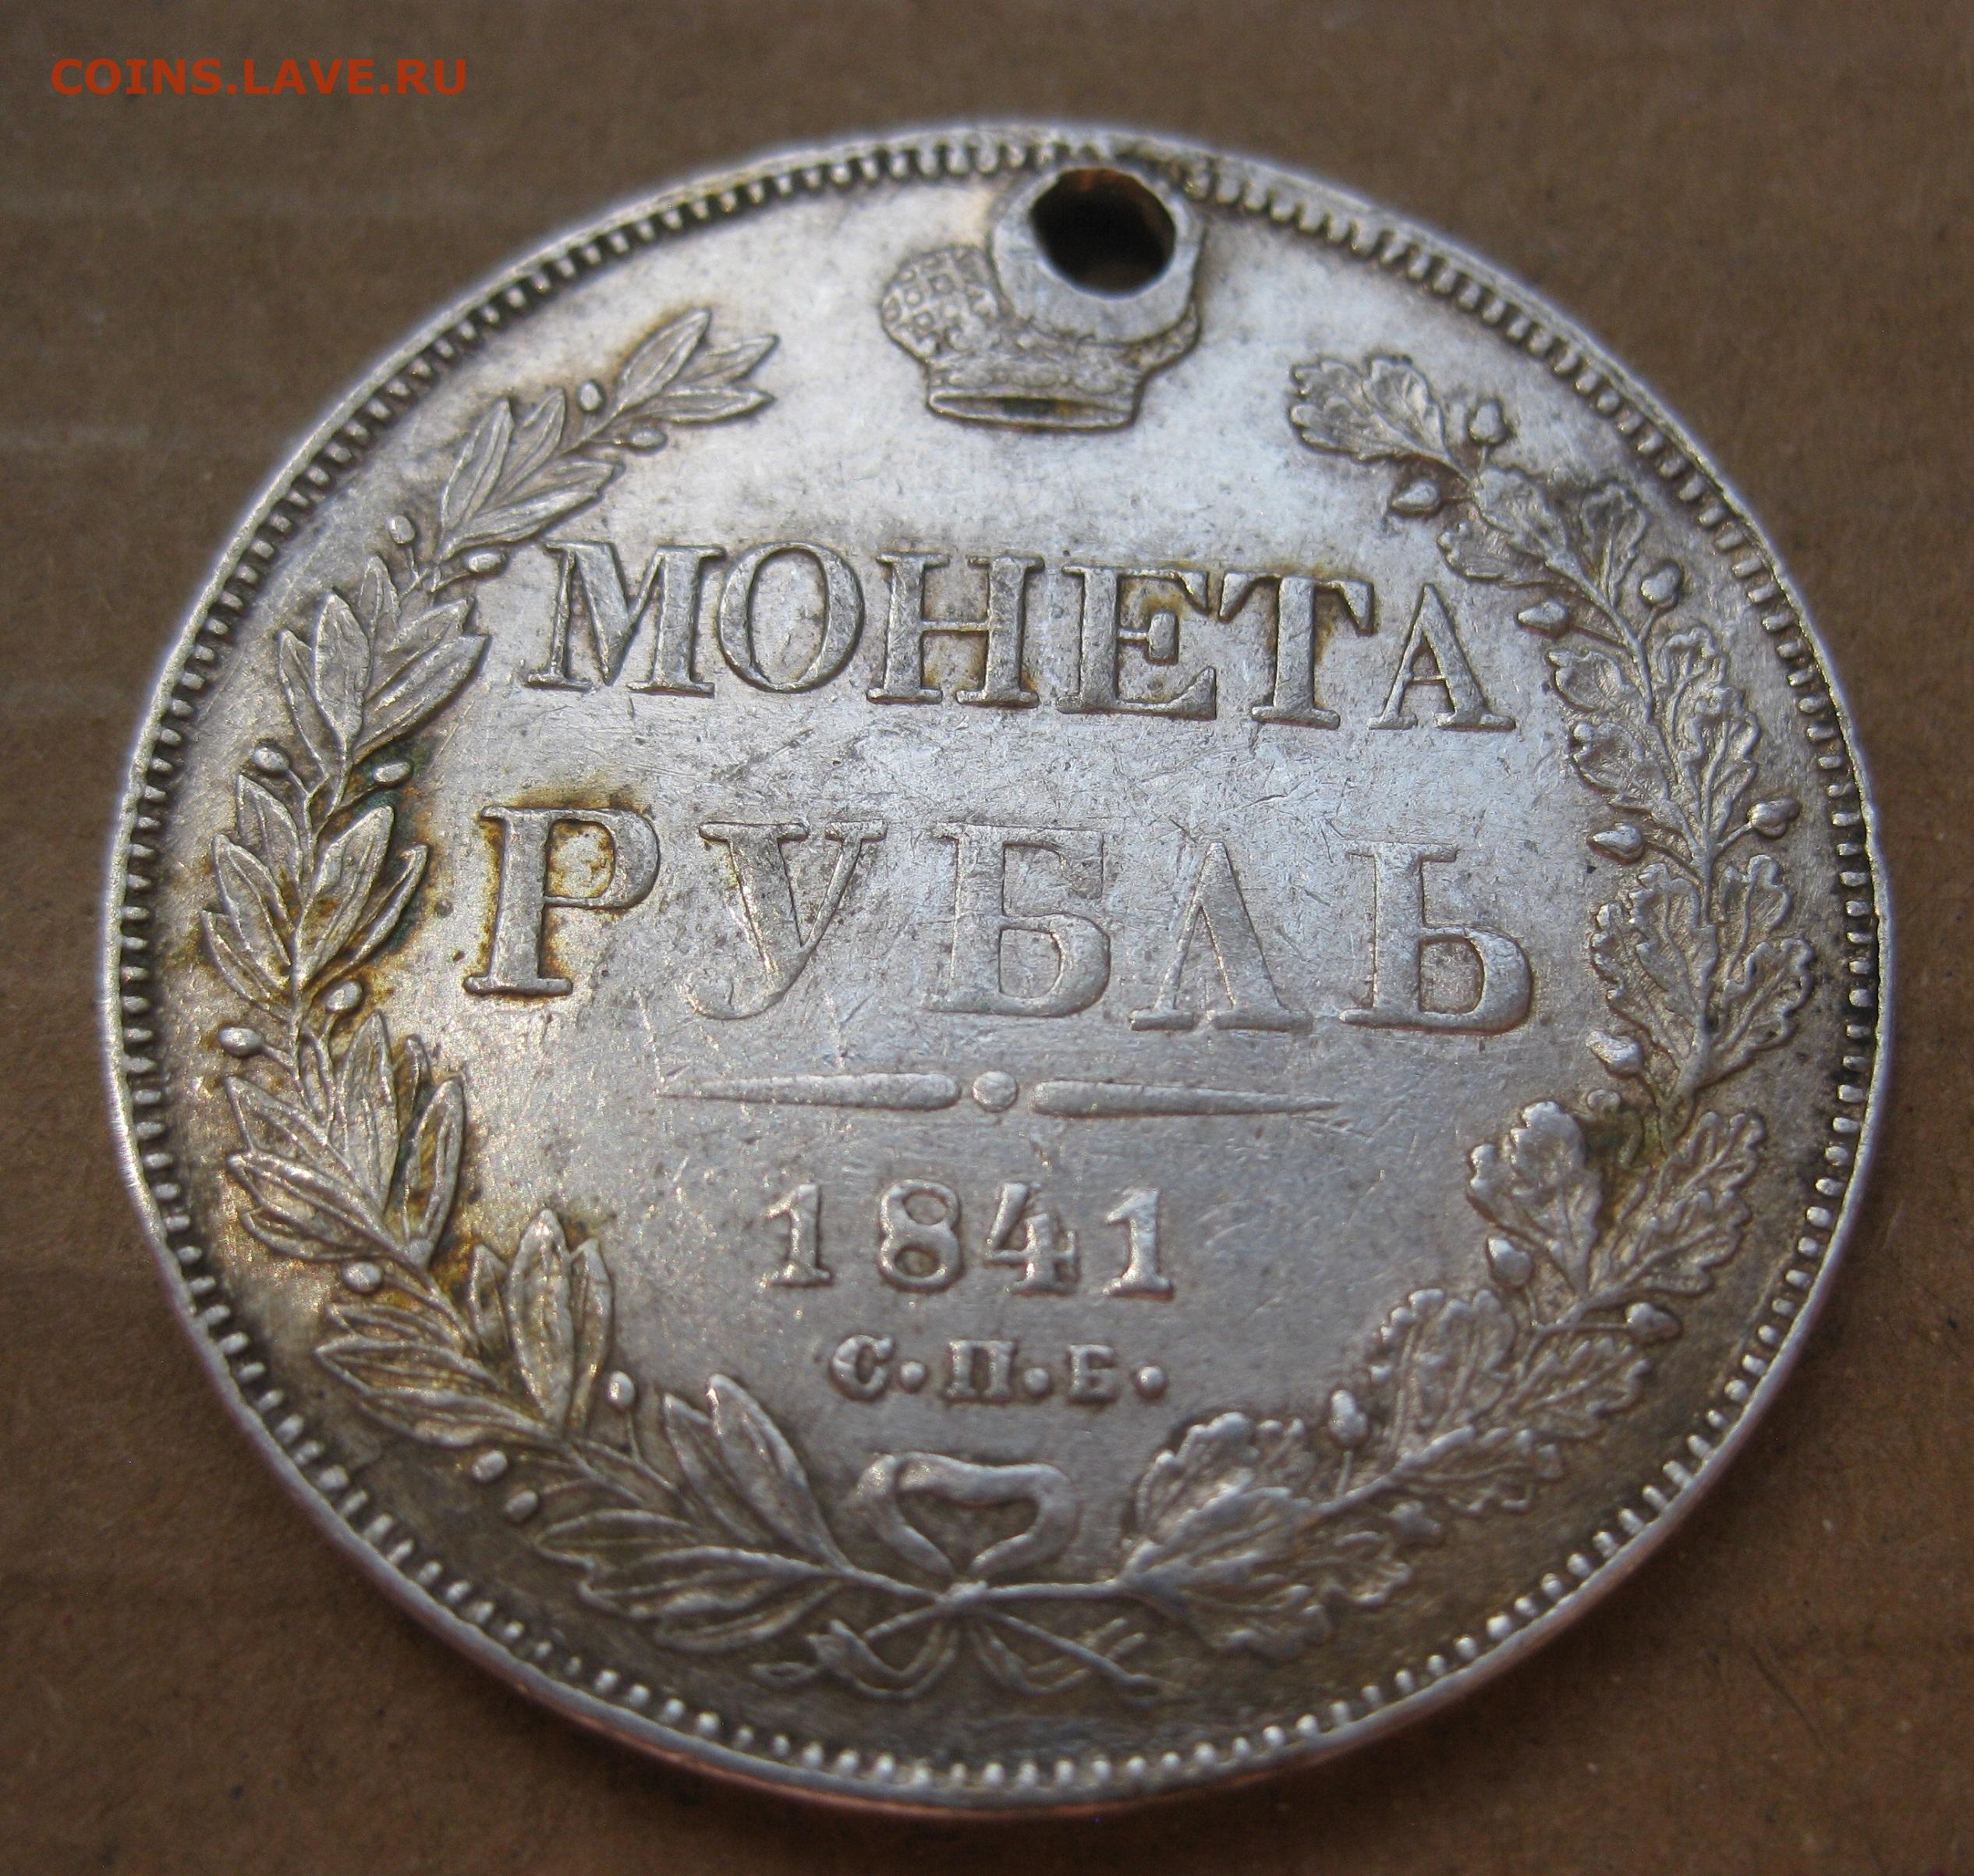 COINS.LAVE.RU
МОНЕТА
РУБЛЬ
1841
С.П.Б.